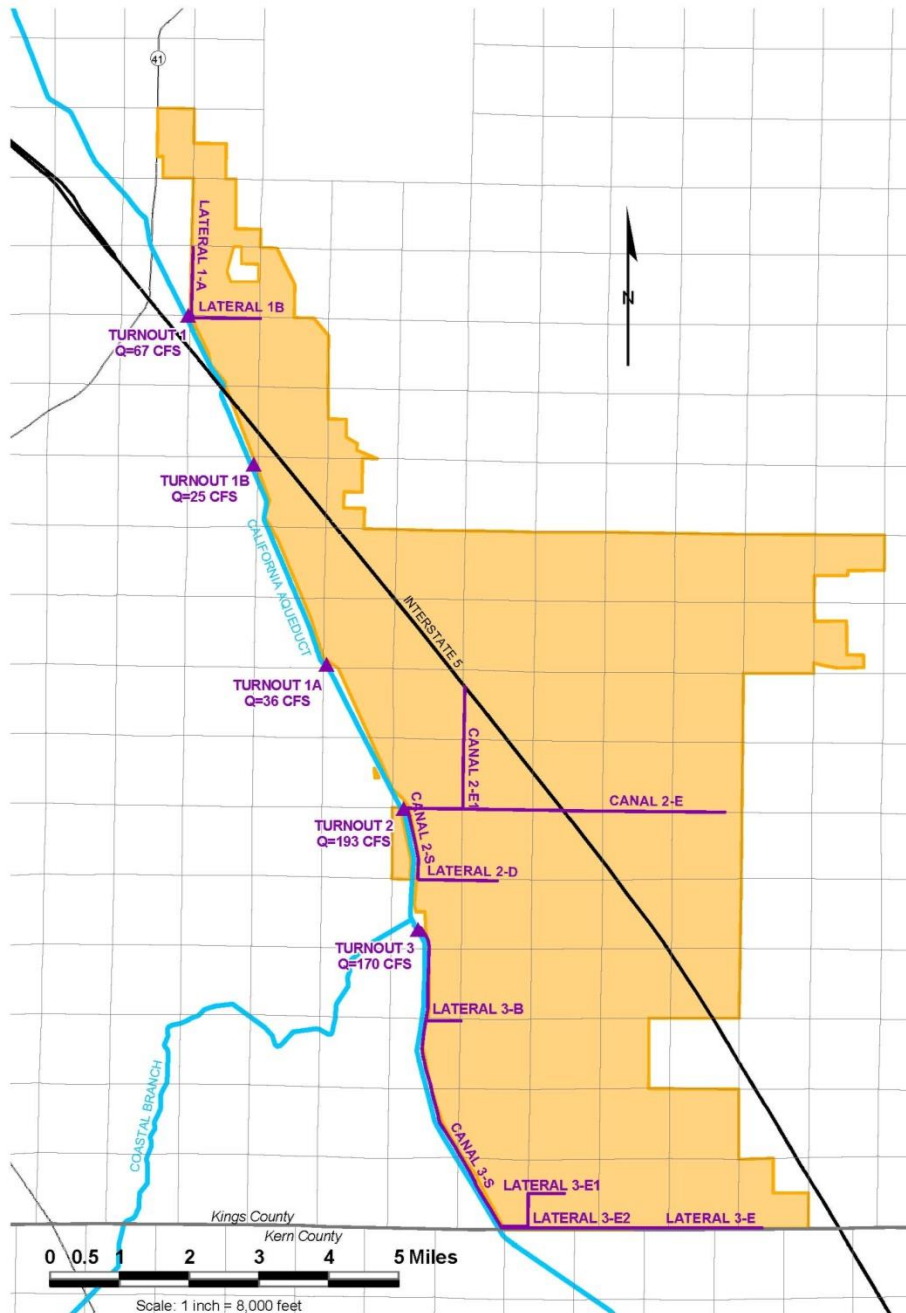 41
LATERAL 1-A
LATERAL 1B
TURNOUT 1
Q=67 CFS
N
TURNOUT 1B
Q=25 CFS
CALIFORNIA AQUEDUCT
INTERSTATE 5
TURNOUT 1A
Q=36 CFS
CANAL 2-E1
CANAL 2-E
TURNOUT 2
Q=193 CFS
CANAL 2-S
LATERAL 2-D
TURNOUT 3
Q=170 CFS
LATERAL 3-B
COASTAL BRANCH
CANAL 3-S
LATERAL 3-E1
LATERAL 3-E2
LATERAL 3-E
Kings County
Kern County
0 0.5 1 2 3 4 5 Miles
Scale: 1 inch = 8,000 feet